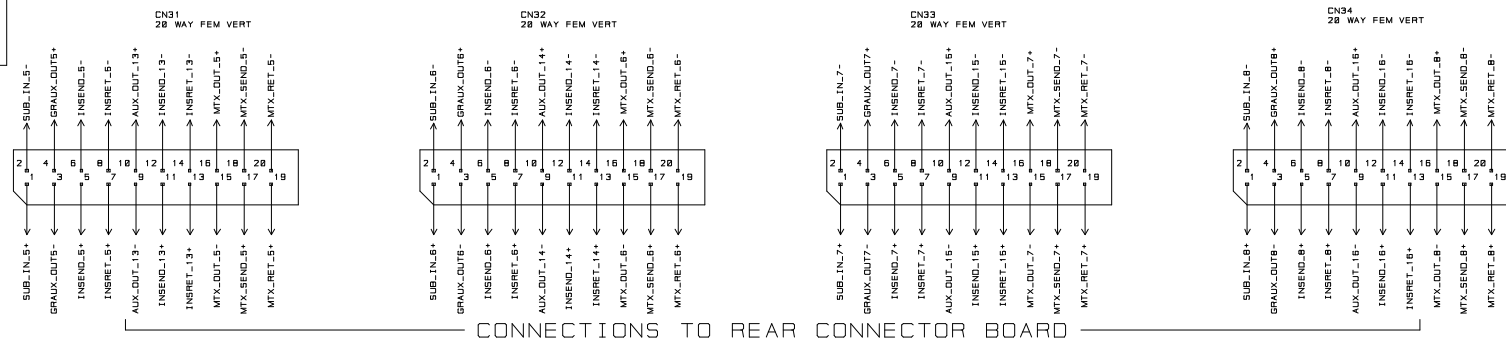 CN31
20 WAY FEM VERT
SUB_IN_5-
GRAUX_OUT5+
INSEND_5-
INSRET_5-
AUX_OUT_13+
INSEND_13-
INSRET_13-
MTX_OUT_5+
MTX_SEND_5-
MTX_RET_5-
2 4 6 8 10 12 14 16 18 20
1 3 5 7 9 11 13 15 17 19
SUB_IN_5+
GRAUX_OUT5-
INSEND_5+
INSRET_5+
AUX_OUT_13-
INSEND_13+
INSRET_13+
MTX_OUT_5-
MTX_SEND_5+
MTX_RET_5+
CN32
20 WAY FEM VERT
SUB_IN_6-
GRAUX_OUT6+
INSEND_6-
INSRET_6-
AUX_OUT_14+
INSEND_14-
INSRET_14-
MTX_OUT_6+
MTX_SEND_6-
MTX_RET_6-
2 4 6 8 10 12 14 16 18 20
1 3 5 7 9 11 13 15 17 19
SUB_IN_6+
GRAUX_OUT6-
INSEND_6+
INSRET_6+
AUX_OUT_14-
INSEND_14+
INSRET_14+
MTX_OUT_6-
MTX_SEND_6+
MTX_RET_6+
CN33
20 WAY FEM VERT
SUB_IN_7-
GRAUX_OUT7+
INSEND_7-
INSRET_7-
AUX_OUT_15+
INSEND_15-
INSRET_15-
MTX_OUT_7+
MTX_SEND_7-
MTX_RET_7-
2 4 6 8 10 12 14 16 18 20
1 3 5 7 9 11 13 15 17 19
SUB_IN_7+
GRAUX_OUT7-
INSEND_7+
INSRET_7+
AUX_OUT_15-
INSEND_15+
INSRET_15+
MTX_OUT_7-
MTX_SEND_7+
MTX_RET_7+
CN34
20 WAY FEM VERT
SUB_IN_8-
GRAUX_OUT8+
INSEND_8-
INSRET_8-
AUX_OUT_16+
INSEND_16-
INSRET_16-
MTX_OUT_8+
MTX_SEND_8-
MTX_RET_8-
2 4 6 8 10 12 14 16 18 20
1 3 5 7 9 11 13 15 17 19
SUB_IN_8+
GRAUX_OUT8-
INSEND_8+
INSRET_8+
AUX_OUT_16-
INSEND_16+
INSRET_16+
MTX_OUT_8-
MTX_SEND_8+
MTX_RET_8+
CONNECTIONS TO REAR CONNECTOR BOARD